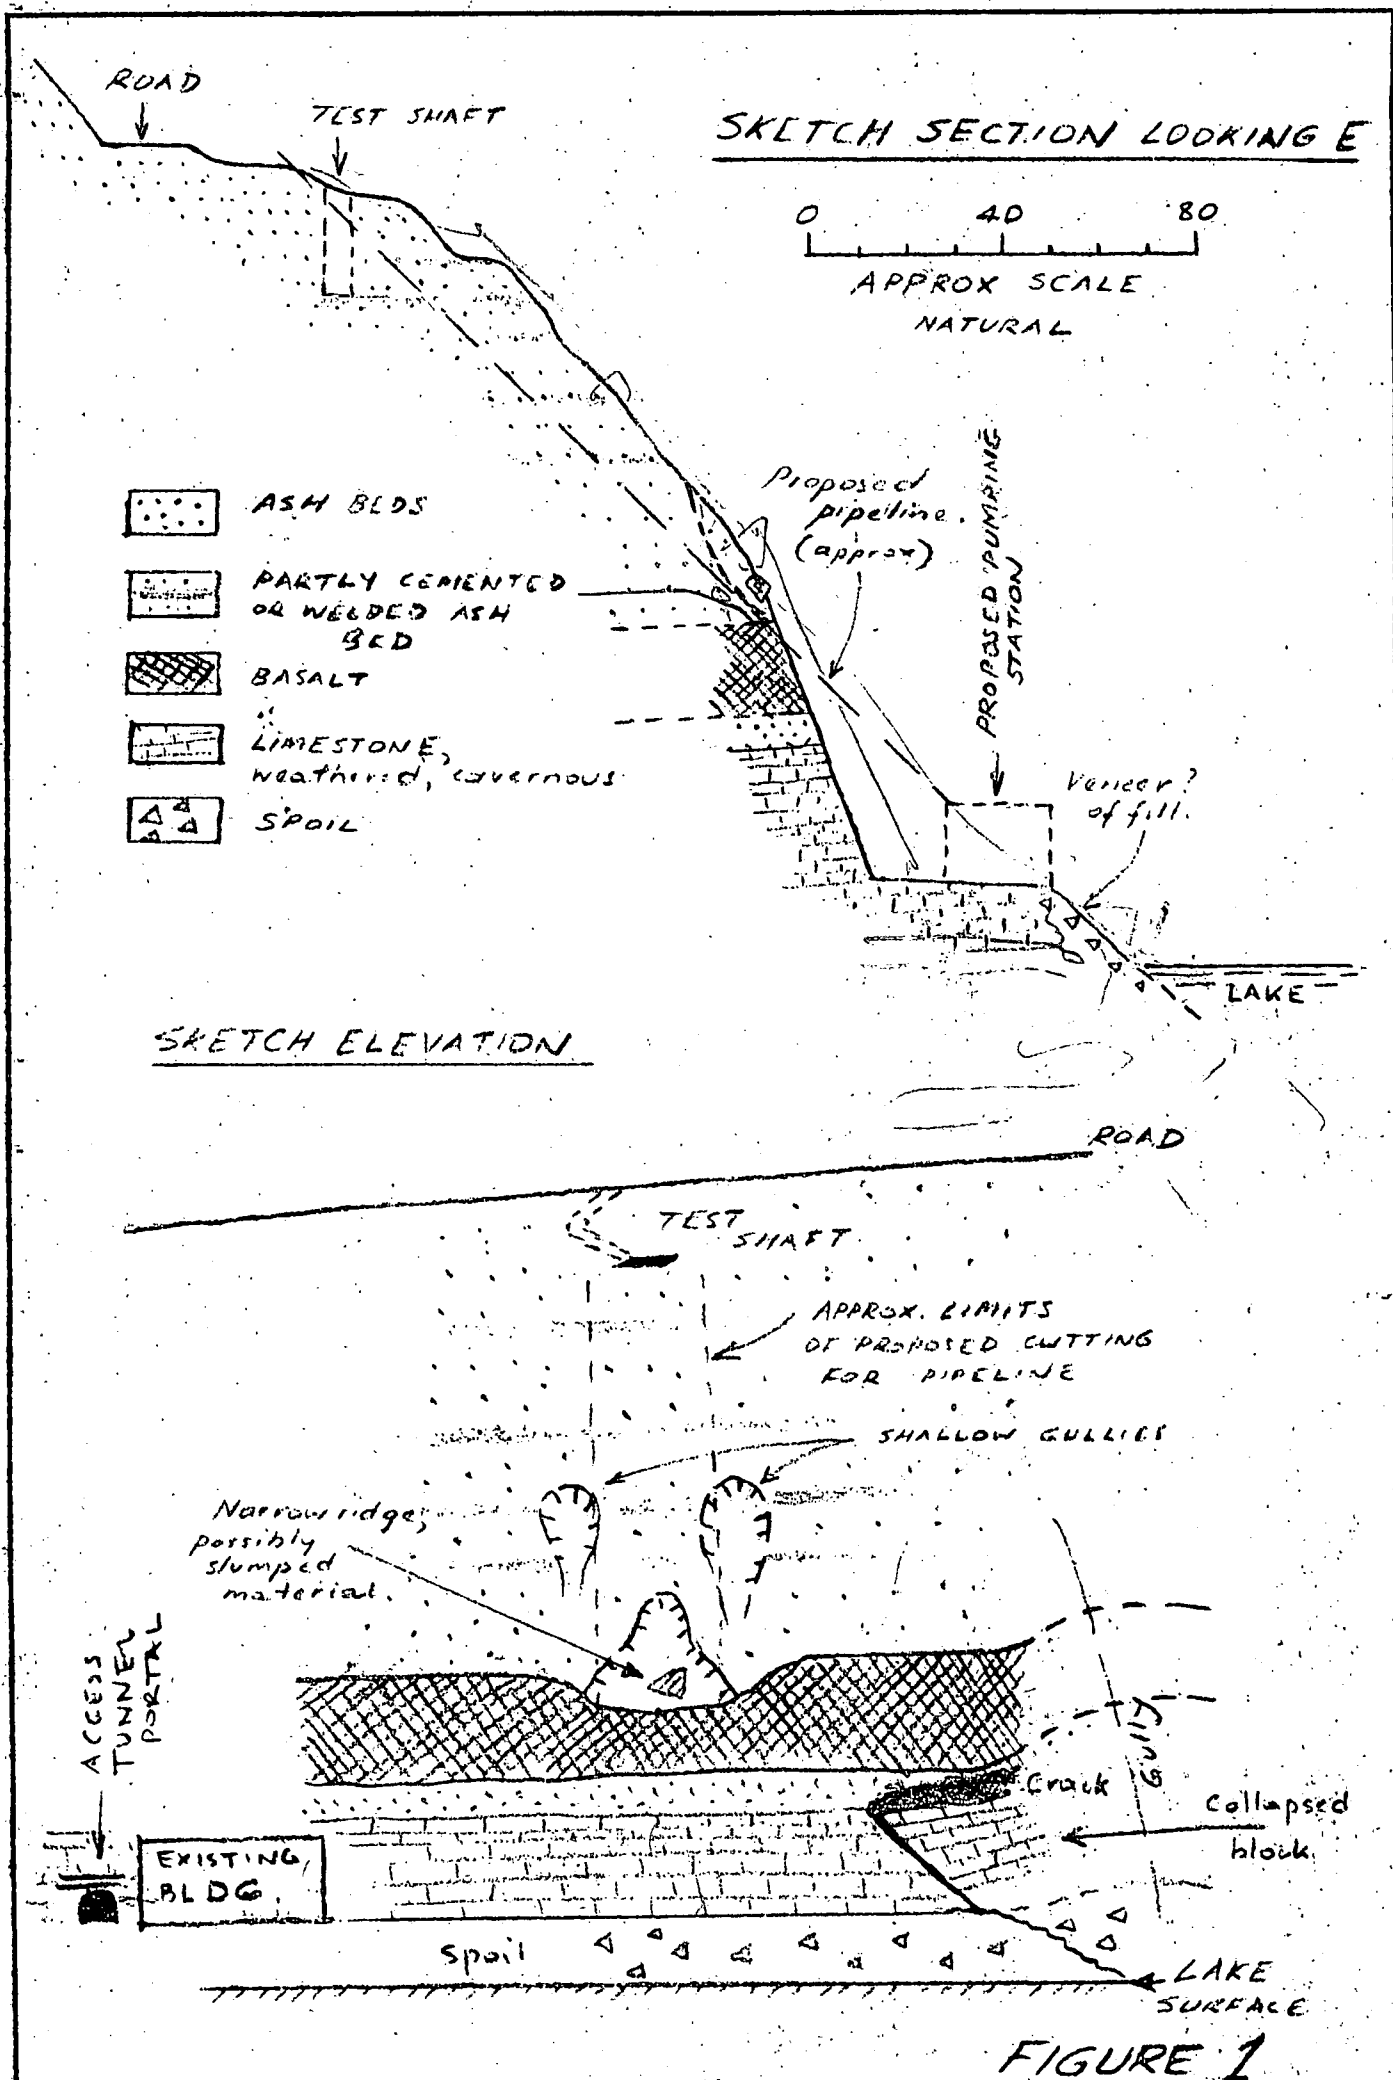 ROAD
TEST SHAFT
SKETCH SECTION LOOKING E
0 40 80
APPROX SCALE
NATURAL
ASH BEDS
PARTLY CEMENTED
OR WELDED ASH
BED
BASALT
LIMESTONE,
weathered, cavernous
SPOIL
Proposed
pipeline.
(approx)
PROPOSED PUMPING
STATION
Veneer?
of fill.
LAKE
SKETCH ELEVATION
ROAD
TEST
SHAFT
APPROX. LIMITS
OF PROPOSED CUTTING
FOR PIPELINE
SHALLOW GULLIES
Narrow ridge,
possibly
slumped
material.
ACCESS
TUNNEL
PORTAL
Gully
Crack
Collapsed
block
EXISTING
BLDG.
Spoil
LAKE
SURFACE
FIGURE 1